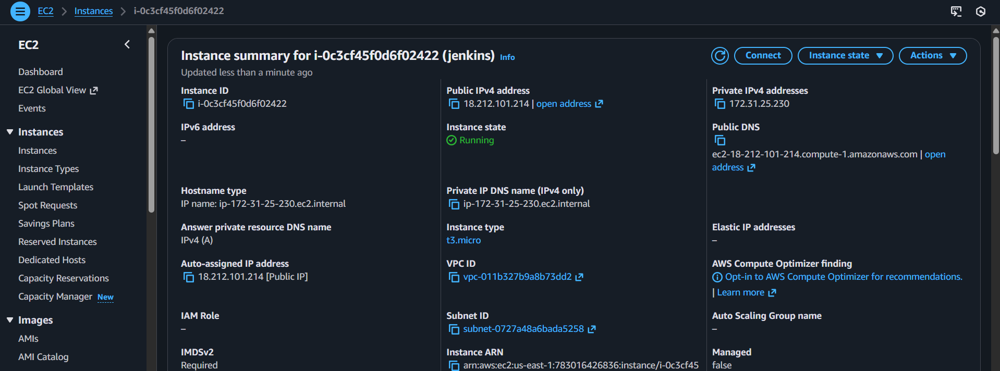 EC2 > Instances > i-0c3cf45f0d6f02422
EC2
Dashboard
EC2 Global View
Events
Instances
Instances
Instance Types
Launch Templates
Spot Requests
Savings Plans
Reserved Instances
Dedicated Hosts
Capacity Reservations
Capacity Manager New
Images
AMIs
AMI Catalog
Instance summary for i-0c3cf45f0d6f02422 (jenkins) Info
Updated less than a minute ago
Connect
Instance state
Actions
Instance ID
i-0c3cf45f0d6f02422
Public IPv4 address
18.212.101.214 | open address
Private IPv4 addresses
172.31.25.230
IPv6 address
–
Instance state
Running
Public DNS
ec2-18-212-101-214.compute-1.amazonaws.com | open
address
Hostname type
IP name: ip-172-31-25-230.ec2.internal
Private IP DNS name (IPv4 only)
ip-172-31-25-230.ec2.internal
Answer private resource DNS name
IPv4 (A)
Instance type
t3.micro
Elastic IP addresses
–
Auto-assigned IP address
18.212.101.214 [Public IP]
VPC ID
vpc-011b327b9a8b73dd2
AWS Compute Optimizer finding
Opt-in to AWS Compute Optimizer for recommendations.
| Learn more
IAM Role
–
Subnet ID
subnet-0727a48a6bada5258
Auto Scaling Group name
–
IMDSv2
Required
Instance ARN
arn:aws:ec2:us-east-1:783016426836:instance/i-0c3cf45
Managed
false